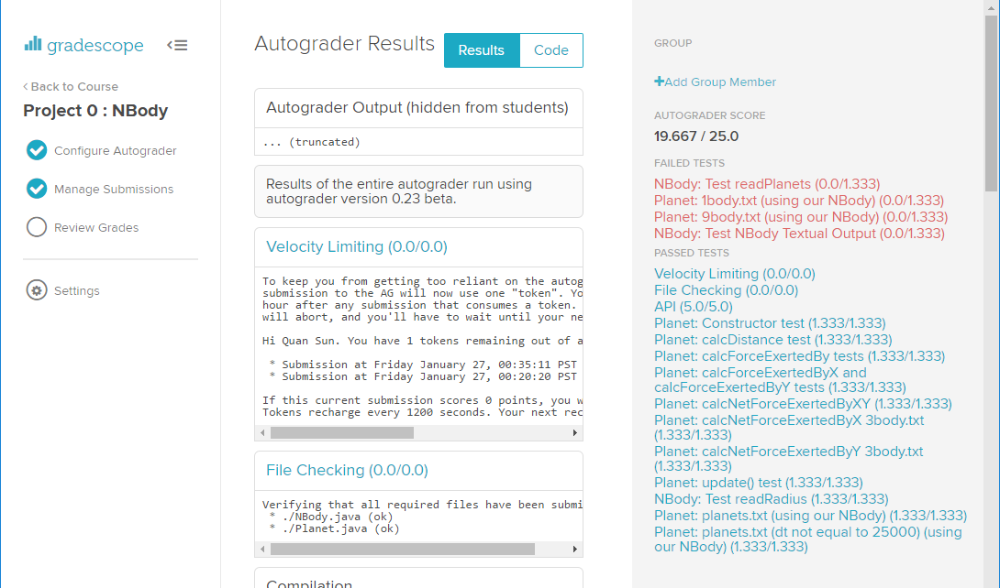 gradescope
< Back to Course
Project 0 : NBody
Configure Autograder
Manage Submissions
Review Grades
Settings
Autograder Results
Results
Code
Autograder Output (hidden from students)
... (truncated)
Results of the entire autograder run using
autograder version 0.23 beta.
Velocity Limiting (0.0/0.0)
To keep you from getting too reliant on the autog
submission to the AG will now use one "token". Yo
hour after any submission that consumes a token.
will abort, and you'll have to wait until your ne
Hi Quan Sun. You have 1 tokens remaining out of a
* Submission at Friday January 27, 00:35:11 PST
* Submission at Friday January 27, 00:20:20 PST
If this current submission scores 0 points, you w
Tokens recharge every 1200 seconds. Your next rec
File Checking (0.0/0.0)
Verifying that all required files have been submi
* ./NBody.java (ok)
* ./Planet.java (ok)
Compilation
GROUP
+Add Group Member
AUTOGRADER SCORE
19.667 / 25.0
FAILED TESTS
NBody: Test readPlanets (0.0/1.333)
Planet: 1body.txt (using our NBody) (0.0/1.333)
Planet: 9body.txt (using our NBody) (0.0/1.333)
NBody: Test NBody Textual Output (0.0/1.333)
PASSED TESTS
Velocity Limiting (0.0/0.0)
File Checking (0.0/0.0)
API (5.0/5.0)
Planet: Constructor test (1.333/1.333)
Planet: calcDistance test (1.333/1.333)
Planet: calcForceExertedBy tests (1.333/1.333)
Planet: calcForceExertedByX and
calcForceExertedByY tests (1.333/1.333)
Planet: calcNetForceExertedByXY (1.333/1.333)
Planet: calcNetForceExertedByX 3body.txt
(1.333/1.333)
Planet: calcNetForceExertedByY 3body.txt
(1.333/1.333)
Planet: update() test (1.333/1.333)
NBody: Test readRadius (1.333/1.333)
Planet: planets.txt (using our NBody) (1.333/1.333)
Planet: planets.txt (dt not equal to 25000) (using
our NBody) (1.333/1.333)